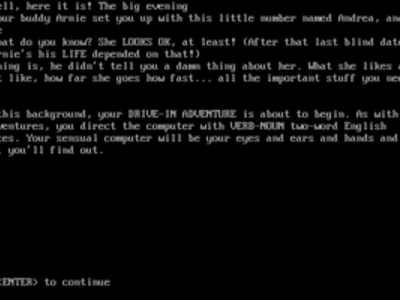 ell, here it is! The big evening
our buddy Arnie set you up with this little number named Andrea, and
e
hat do you know? She LOOKS OK, at least! (After that last blind date
rnie's his LIFE depended on that!)
hing is, he didn't tell you a damn thing about her. What she likes a
t like, how far she goes how fast... all the important stuff you nee
this background, your DRIVE-IN ADVENTURE is about to begin. As with
ventures, you direct the computer with VERB-NOUN two-word English
ces. Your sensual computer will be your eyes and ears and hands and
, you'll find out.
<ENTER> to continue